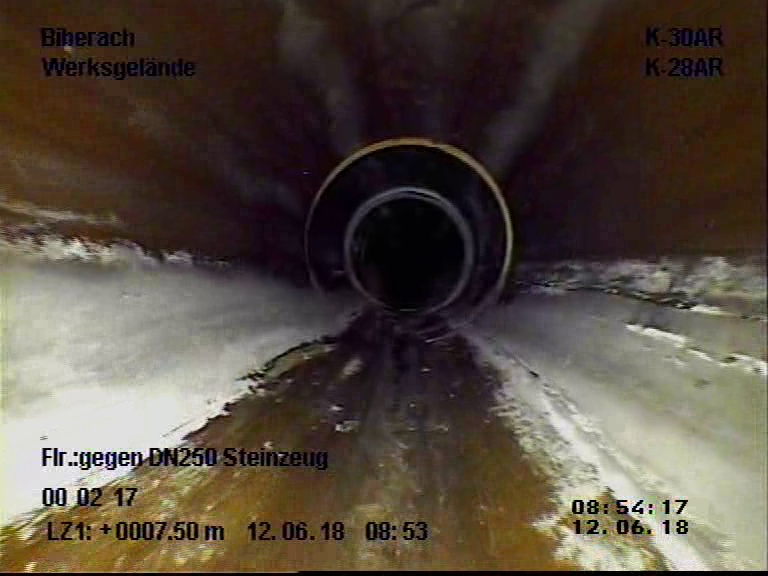 Biberach
K-30AR
Werksgelände
K-28AR
Flr.:gegen DN250 Steinzeug
00 02 17
08:54:17
LZ1: +0007.50 m 12.06.18 08:53
12.06.18